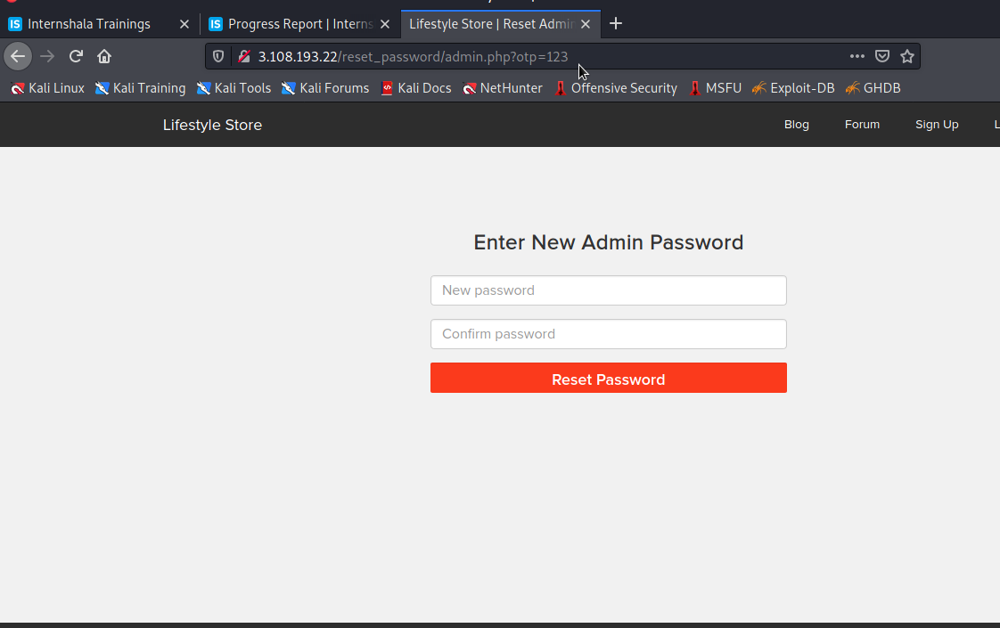 Internshala Trainings
Progress Report | Interns
Lifestyle Store | Reset Admin
3.108.193.22/reset_password/admin.php?otp=123
Kali Linux Kali Training Kali Tools Kali Forums Kali Docs NetHunter Offensive Security MSFU Exploit-DB GHDB
Lifestyle Store Blog Forum Sign Up
Enter New Admin Password
New password
Confirm password
Reset Password